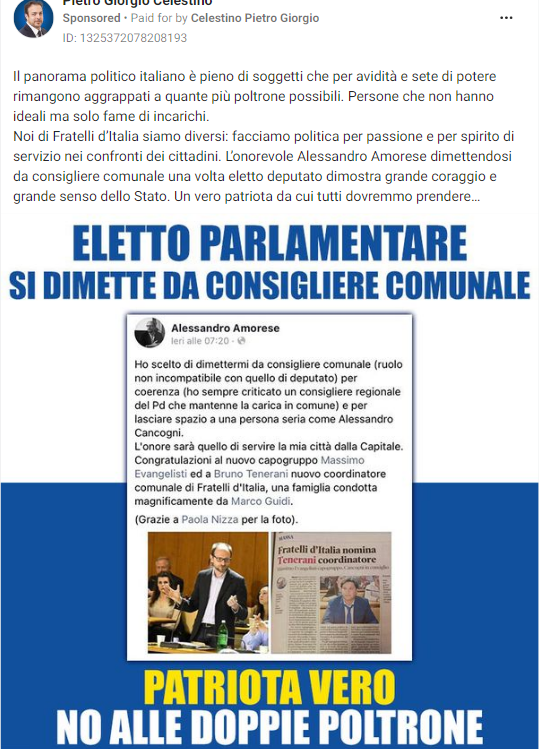 Pietro Giorgio Celestino
Sponsored • Paid for by Celestino Pietro Giorgio
ID: 1325372078208193
Il panorama politico italiano è pieno di soggetti che per avidità e sete di potere
rimangono aggrappati a quante più poltrone possibili. Persone che non hanno
ideali ma solo fame di incarichi.
Noi di Fratelli d’Italia siamo diversi: facciamo politica per passione e per spirito di
servizio nei confronti dei cittadini. L’onorevole Alessandro Amorese dimettendosi
da consigliere comunale una volta eletto deputato dimostra grande coraggio e
grande senso dello Stato. Un vero patriota da cui tutti dovremmo prendere…
ELETTO PARLAMENTARE
SI DIMETTE DA CONSIGLIERE COMUNALE
Alessandro Amorese
Ieri alle 07:20 ·
Ho scelto di dimettermi da consigliere comunale (ruolo
non incompatibile con quello di deputato) per
coerenza (ho sempre criticato un consigliere regionale
del Pd che mantenne la carica in comune) e per
lasciare spazio a una persona seria come Alessandro
Cancogni.
L'onore sarà quello di servire la mia città dalla Capitale.
Congratulazioni al nuovo capogruppo Massimo
Evangelisti ed a Bruno Tenerani nuovo coordinatore
comunale di Fratelli d'Italia, una famiglia condotta
magnificamente da Marco Guidi.
(Grazie a Paola Nizza per la foto).
MASSA
Fratelli d'Italia nomina
Tenerani coordinatore
PATRIOTA VERO
NO ALLE DOPPIE POLTRONE